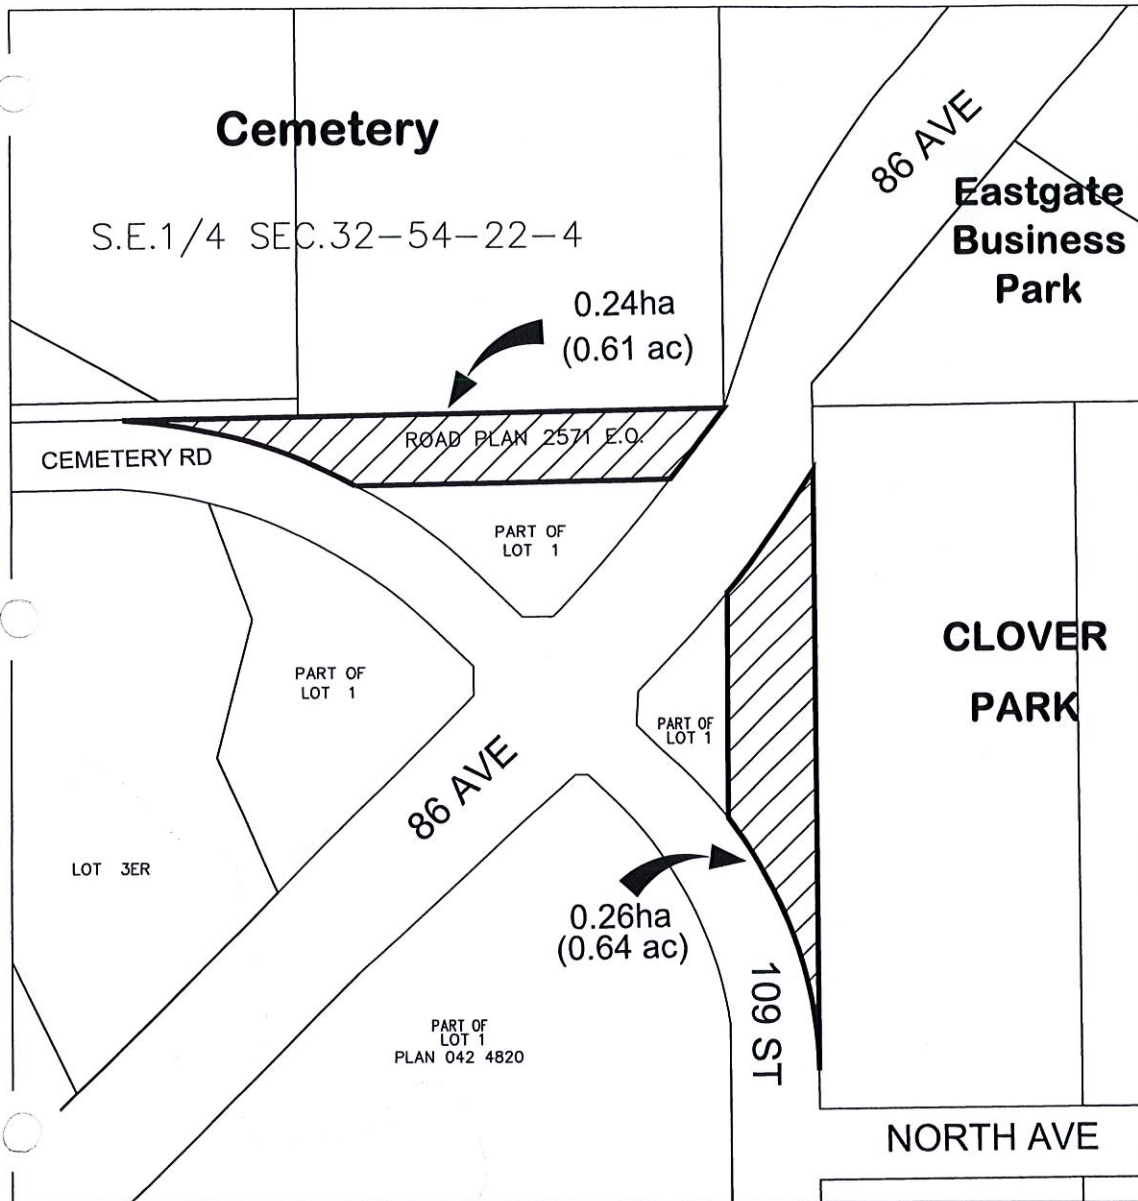 86 AVE
Cemetery
Eastgate
Business
Park
S.E.1/4 SEC.32-54-22-4
0.24ha
(0.61 ac)
ROAD PLAN 2571 E.O.
CEMETERY RD
PART OF
LOT 1
CLOVER
PARK
PART OF
LOT 1
PART OF
LOT 1
86 AVE
LOT 3ER
0.26ha
(0.64 ac)
109 ST
PART OF
LOT 1
PLAN 042 4820
NORTH AVE